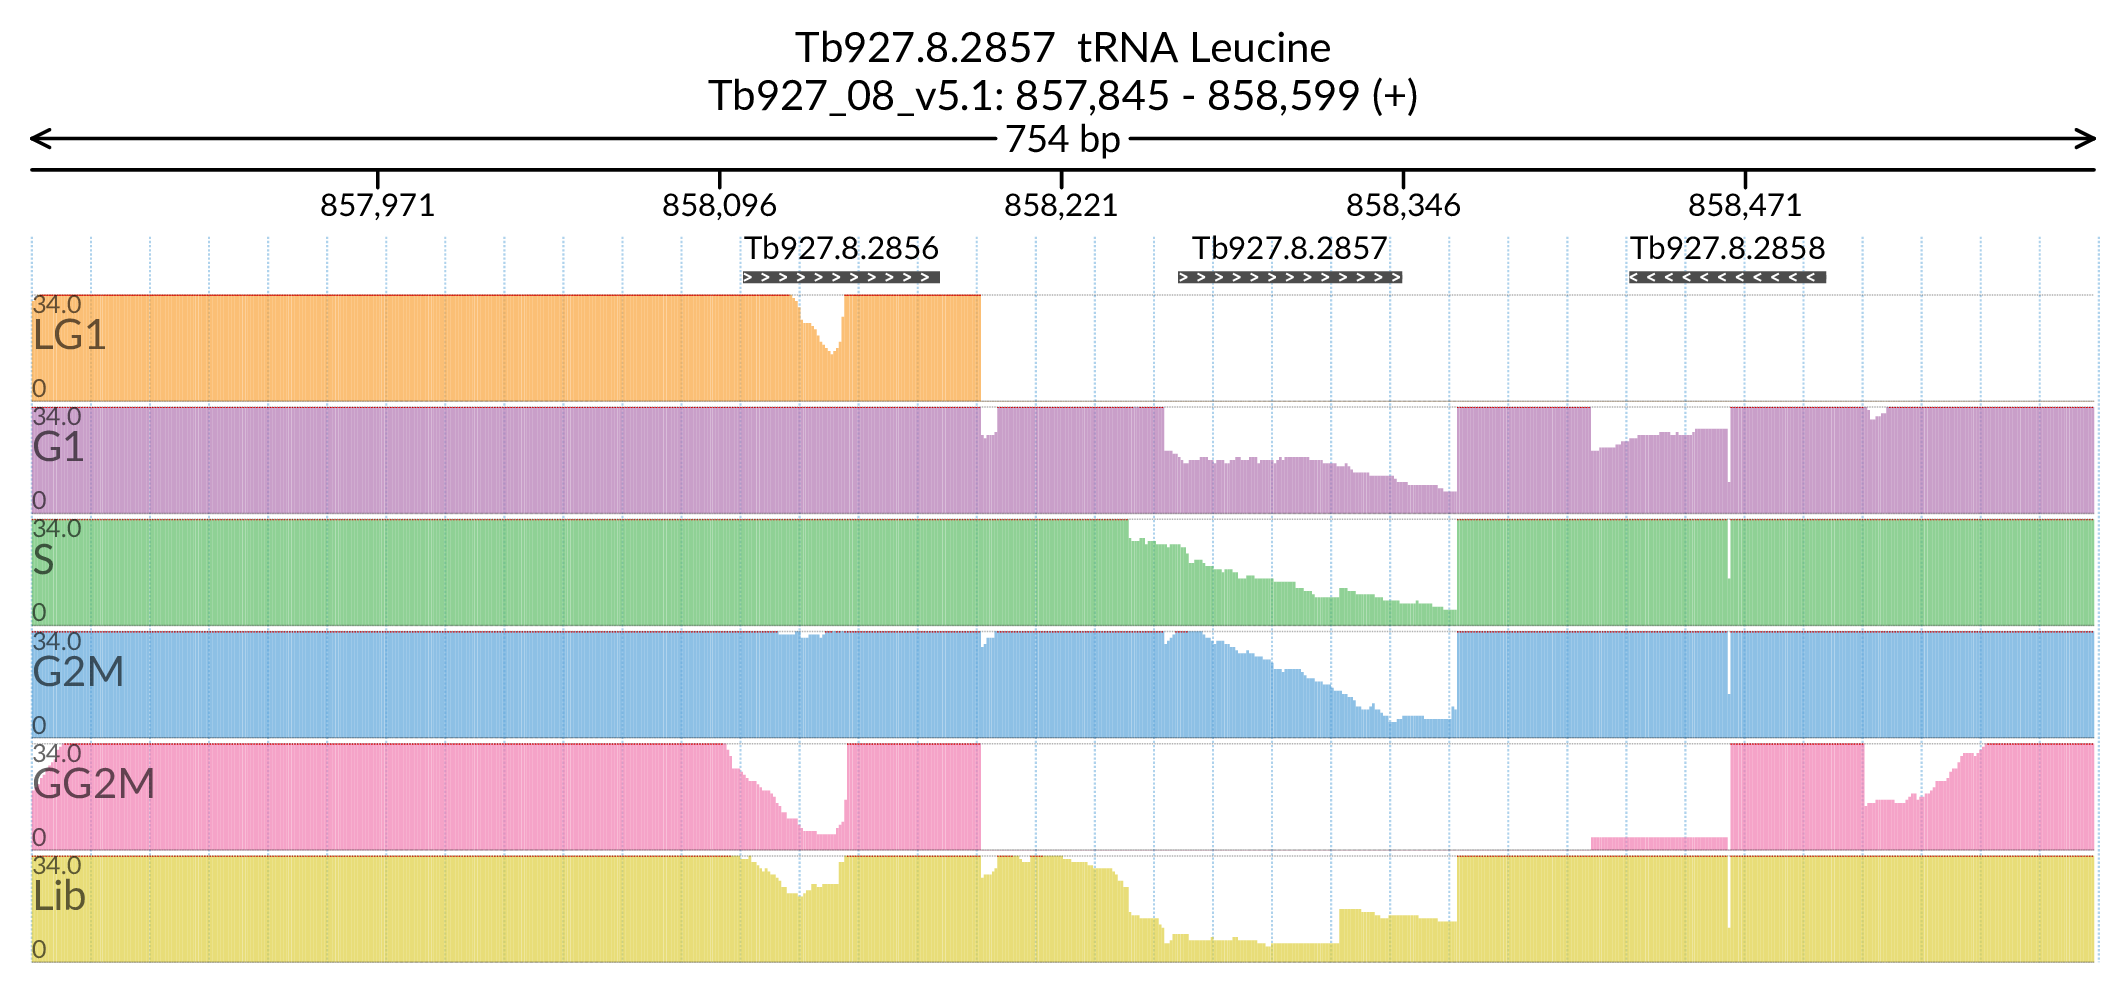 Tb927.8.2857 tRNA Leucine
Tb927_08_v5.1: 857,845 - 858,599 (+)
754 bp
857,971 858,096 858,221 858,346 858,471
Tb927.8.2856 Tb927.8.2857 Tb927.8.2858
34.0
LG1
0
34.0
G1
0
34.0
S
0
34.0
G2M
0
34.0
GG2M
0
34.0
Lib
0